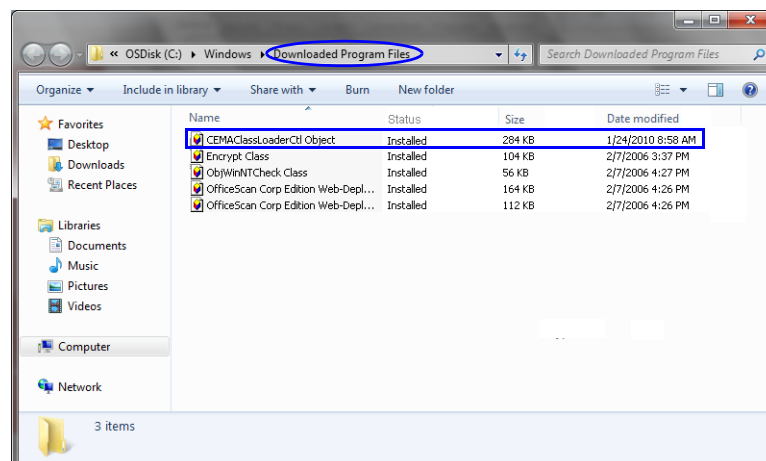 « OSDisk (C:) Windows Downloaded Program Files Search Downloaded Program Files
Organize Include in library Share with Burn New folder
Favorites
Desktop
Downloads
Recent Places
Libraries
Documents
Music
Pictures
Videos
Computer
Network
Name Status Size Date modified
CEMAClassLoaderCtl Object Installed 284 KB 1/24/2010 8:58 AM
Encrypt Class Installed 104 KB 2/7/2006 3:37 PM
ObjWinNTCheck Class Installed 56 KB 2/7/2006 4:27 PM
OfficeScan Corp Edition Web-Depl... Installed 164 KB 2/7/2006 4:26 PM
OfficeScan Corp Edition Web-Depl... Installed 112 KB 2/7/2006 4:26 PM
3 items